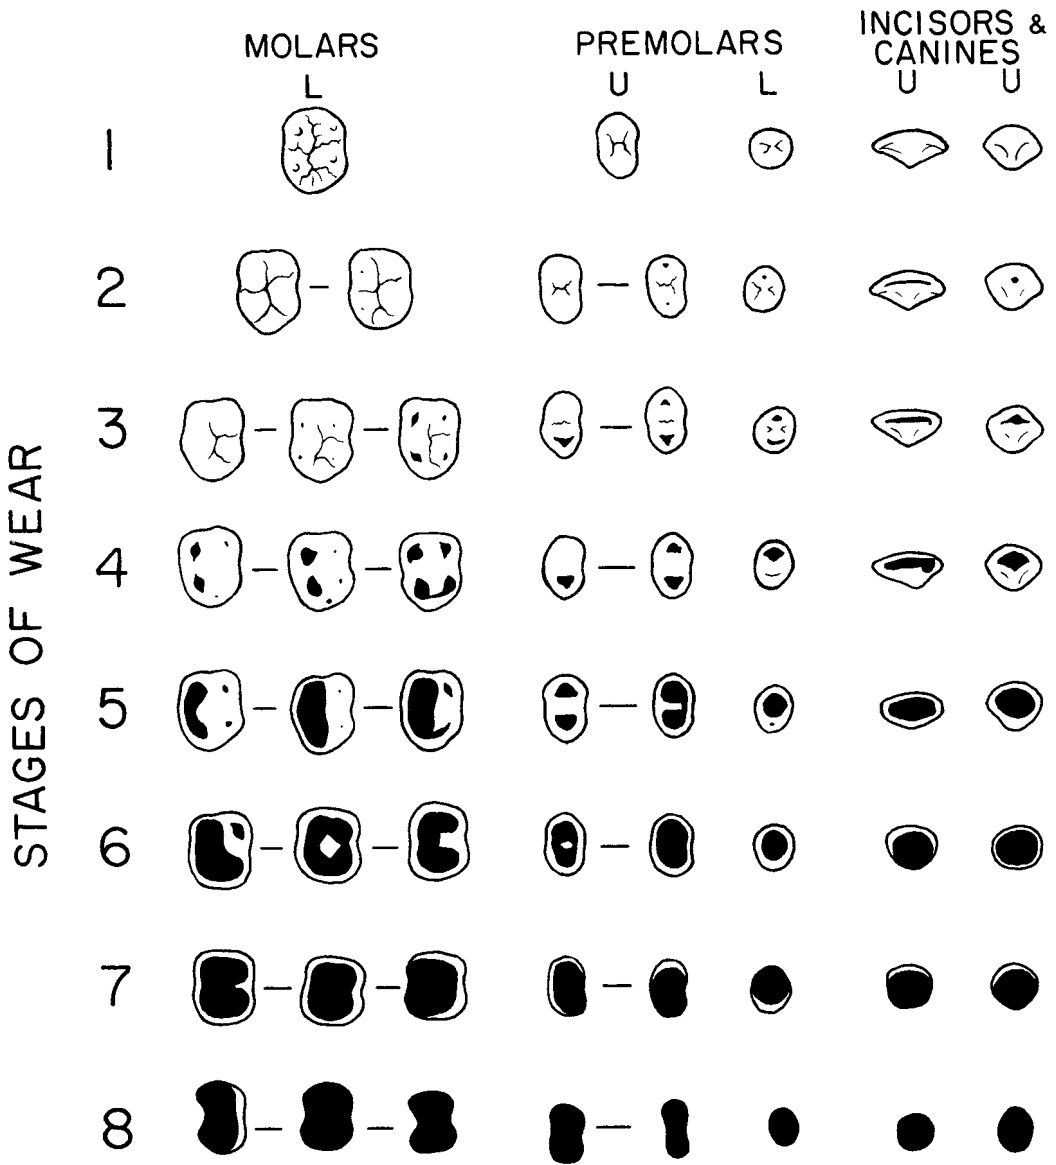 MOLARS
L
PREMOLARS
U L
INCISORS &
CANINES
U U
STAGES OF WEAR
1
2
3
4
5
6
7
8